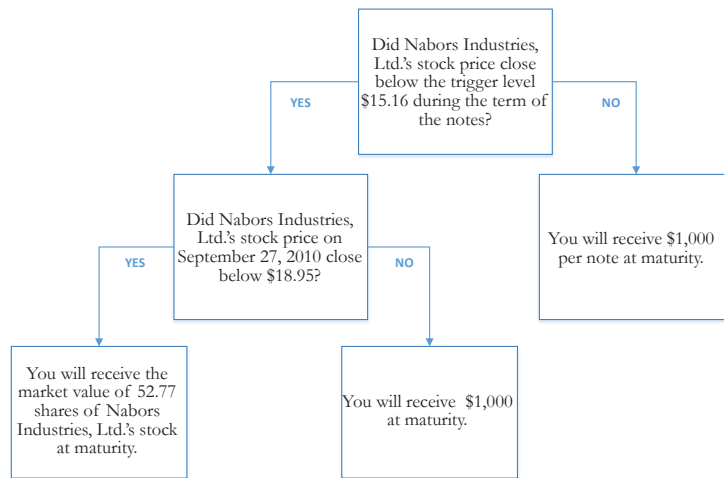 Did Nabors Industries,
Ltd.'s stock price close
below the trigger level
$15.16 during the term of
the notes?
YES
NO
Did Nabors Industries,
Ltd.'s stock price on
September 27, 2010 close
below $18.95?
You will receive $1,000
per note at maturity.
YES
NO
You will receive the
market value of 52.77
shares of Nabors
Industries, Ltd.'s stock
at maturity.
You will receive $1,000
at maturity.